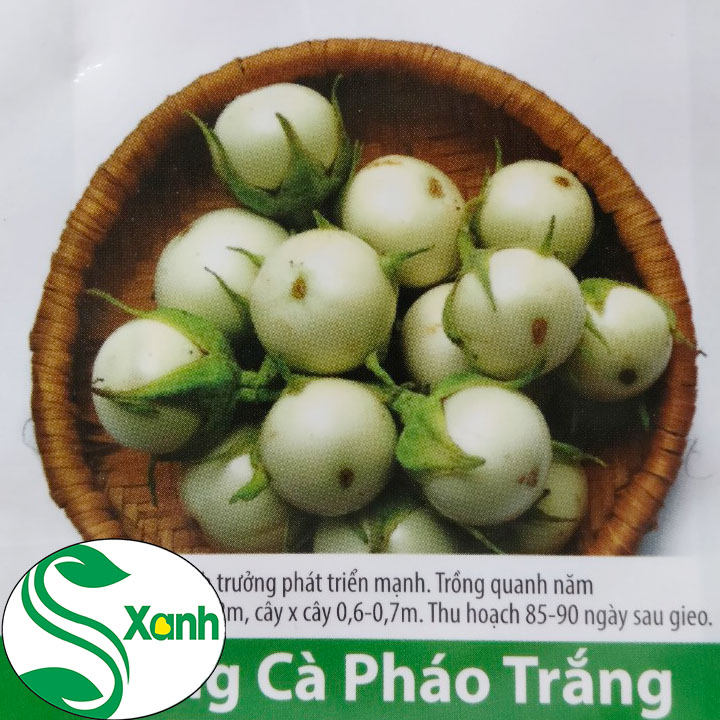 trưởng phát triển mạnh. Trồng quanh năm
cây x cây 0,6-0,7m. Thu hoạch 85-90 ngày sau gieo.
Xanh
Cà Pháo Trắng